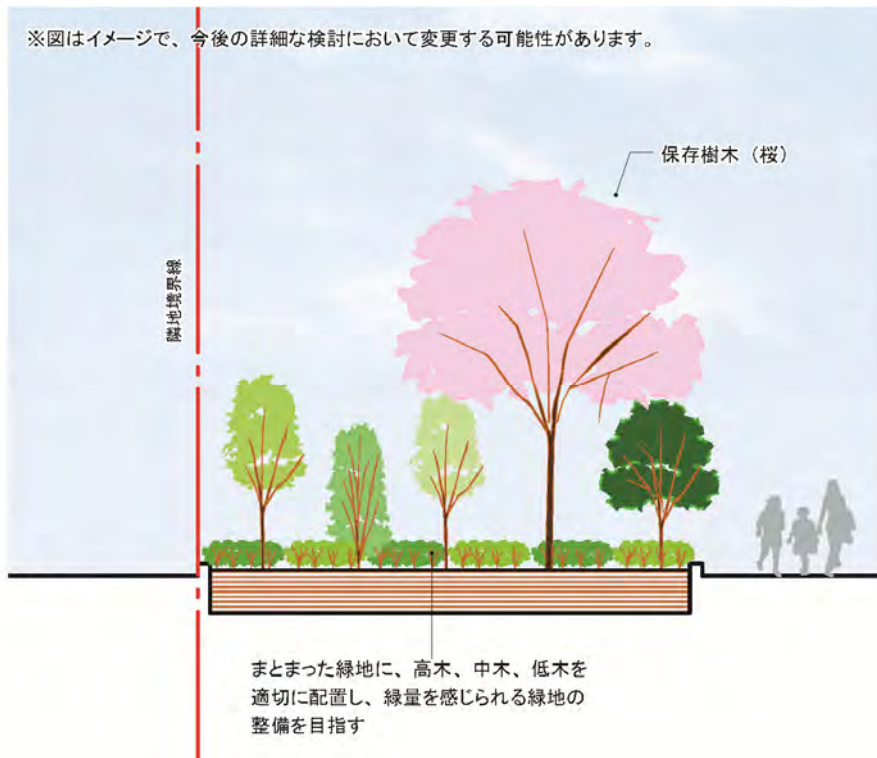 ※図はイメージで、今後の詳細な検討において変更する可能性があります。
保存樹木（桜）
隣地境界線
まとまった緑地に、高木、中木、低木を
適切に配置し、緑量を感じられる緑地の
整備を目指す